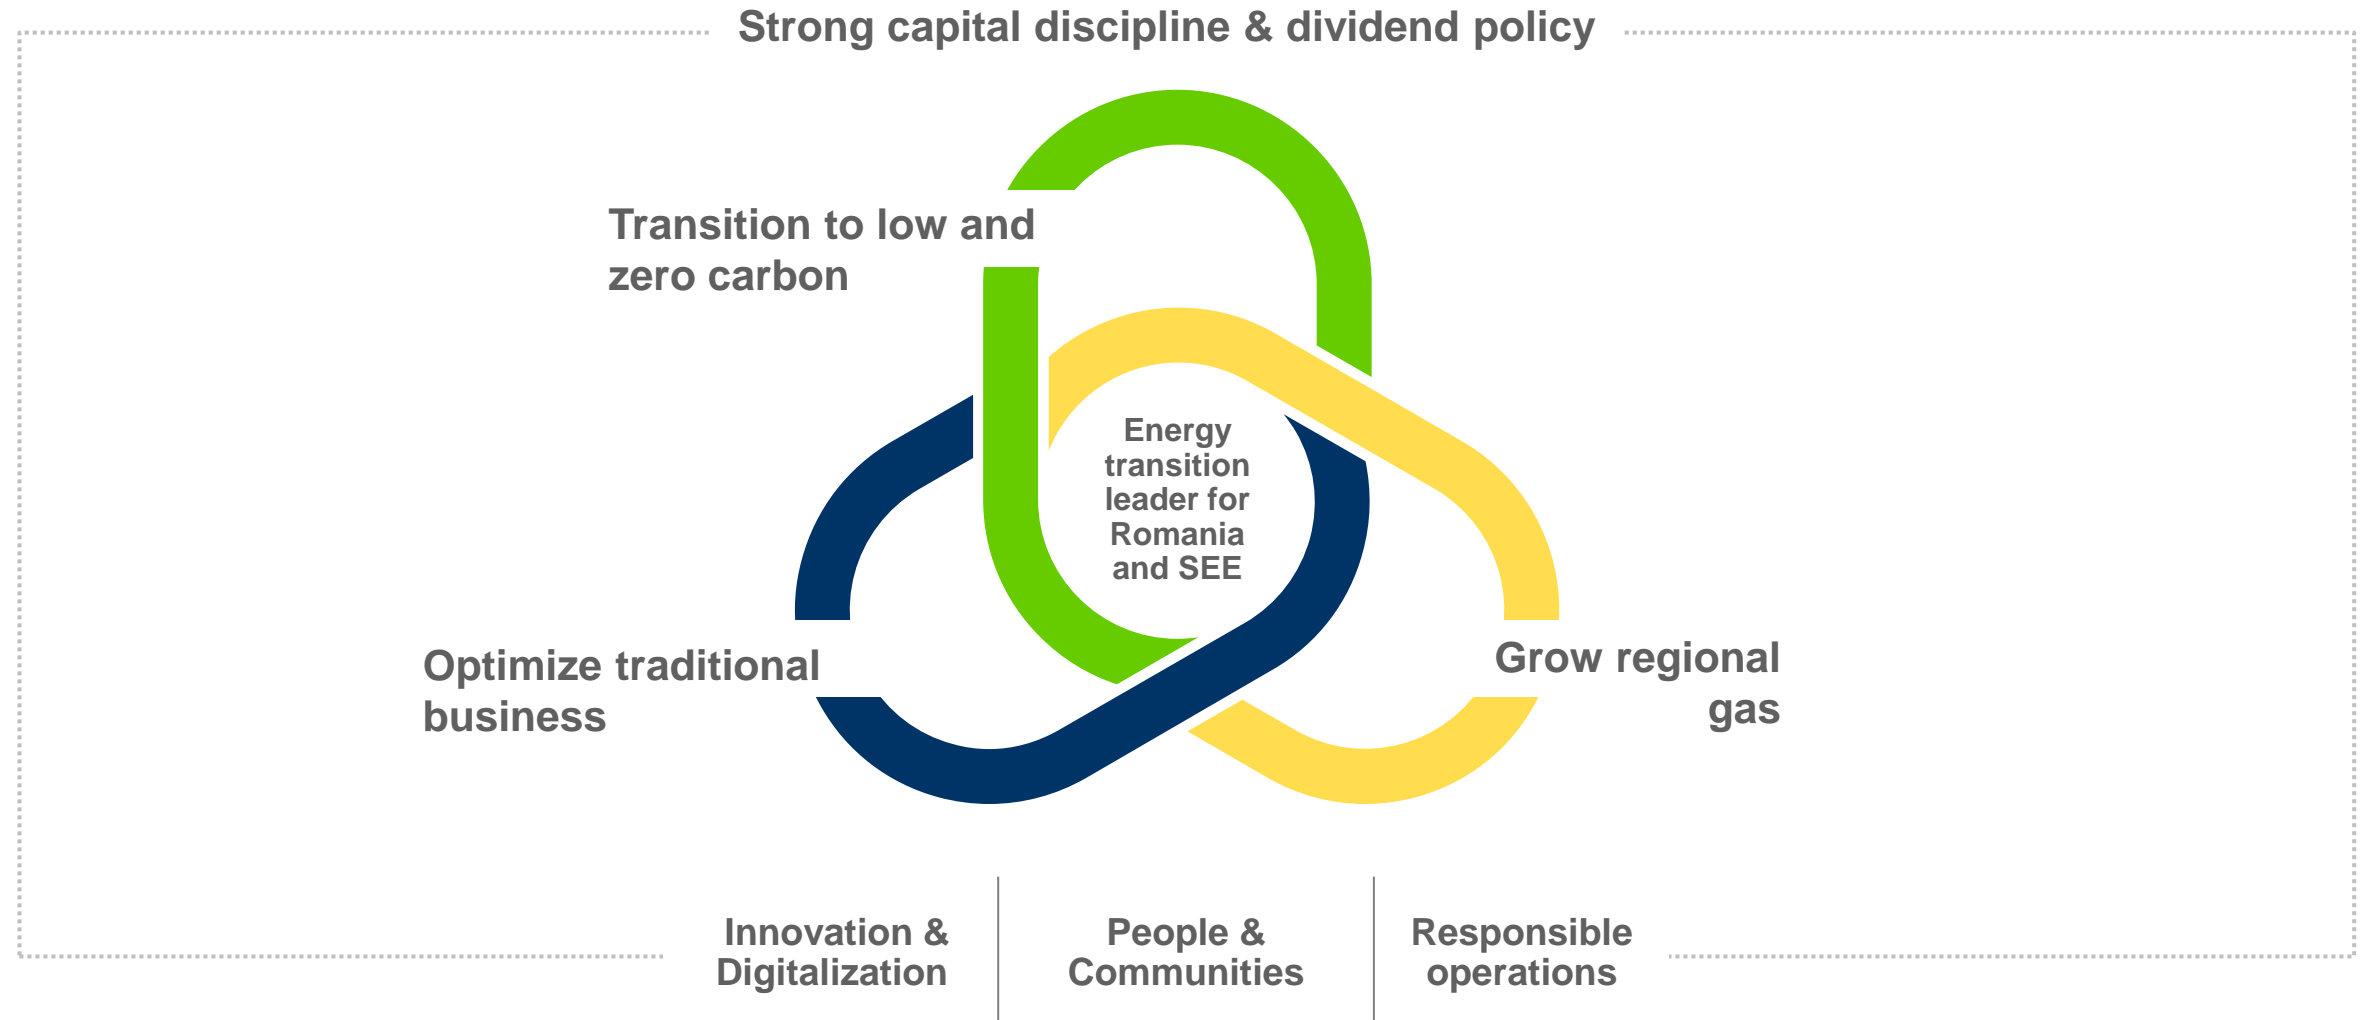 Strong capital discipline & dividend policy
Transition to low and
zero carbon
Energy
transition
leader for
Romania
and SEE
Optimize traditional
business
Grow regional
gas
Innovation &
Digitalization
People &
Communities
Responsible
operations